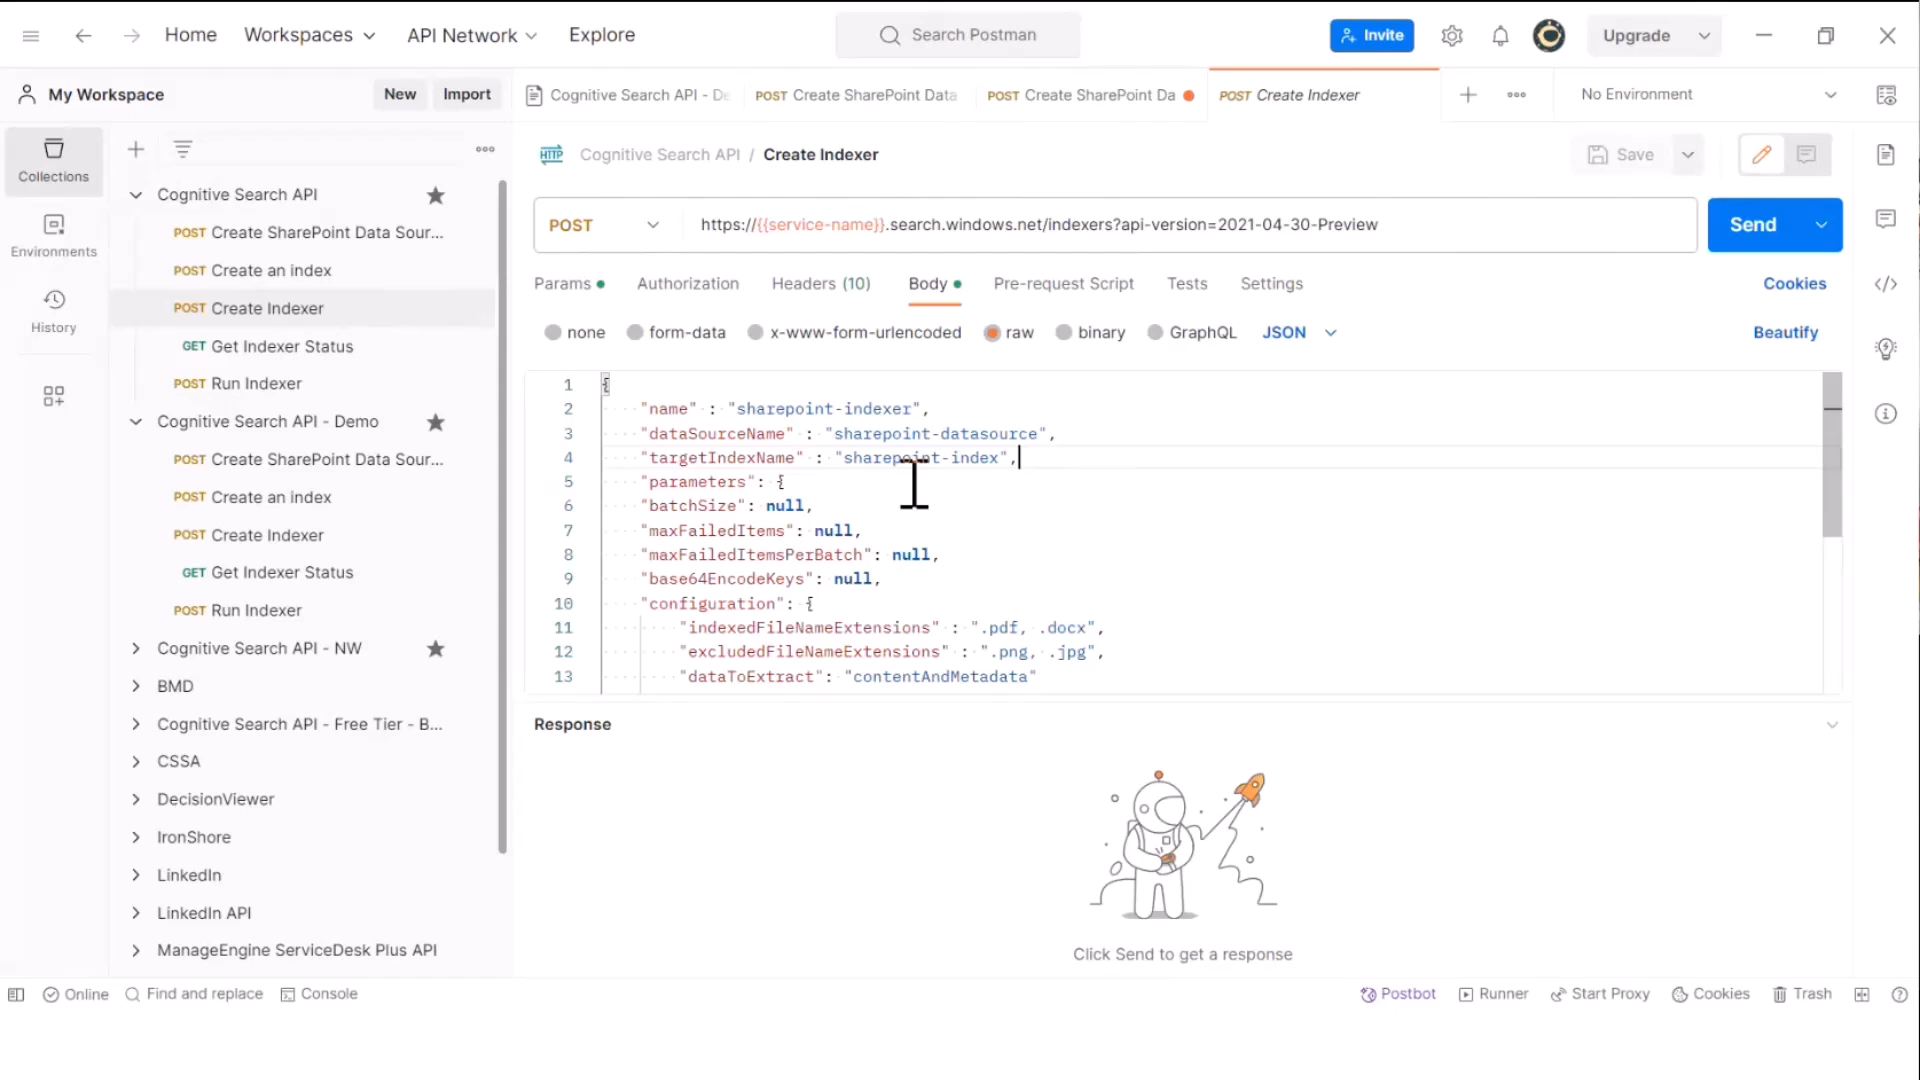 Home Workspaces API Network Explore Search Postman Invite Upgrade
My Workspace New Import
Cognitive Search API - De POST Create SharePoint Data POST Create SharePoint Da POST Create Indexer No Environment
Collections
Environments
History
Cognitive Search API
POST Create SharePoint Data Sour...
POST Create an index
POST Create Indexer
GET Get Indexer Status
POST Run Indexer
Cognitive Search API - Demo
POST Create SharePoint Data Sour...
POST Create an index
POST Create Indexer
GET Get Indexer Status
POST Run Indexer
Cognitive Search API - NW
BMD
Cognitive Search API - Free Tier - B...
CSSA
DecisionViewer
IronShore
LinkedIn
LinkedIn API
ManageEngine ServiceDesk Plus API
HTTP Cognitive Search API / Create Indexer Save
POST https://{{service-name}}.search.windows.net/indexers?api-version=2021-04-30-Preview Send
Params Authorization Headers (10) Body Pre-request Script Tests Settings Cookies
none form-data x-www-form-urlencoded raw binary GraphQL JSON Beautify
1 {
2 "name" : "sharepoint-indexer",
3 "dataSourceName" : "sharepoint-datasource",
4 "targetIndexName" : "sharepoint-index",
5 "parameters": {
6 "batchSize": null,
7 "maxFailedItems": null,
8 "maxFailedItemsPerBatch": null,
9 "base64EncodeKeys": null,
10 "configuration": {
11 "indexedFileNameExtensions" : ".pdf, .docx",
12 "excludedFileNameExtensions" : ".png, .jpg",
13 "dataToExtract": "contentAndMetadata"
Response
Click Send to get a response
Online Find and replace Console Postbot Runner Start Proxy Cookies Trash